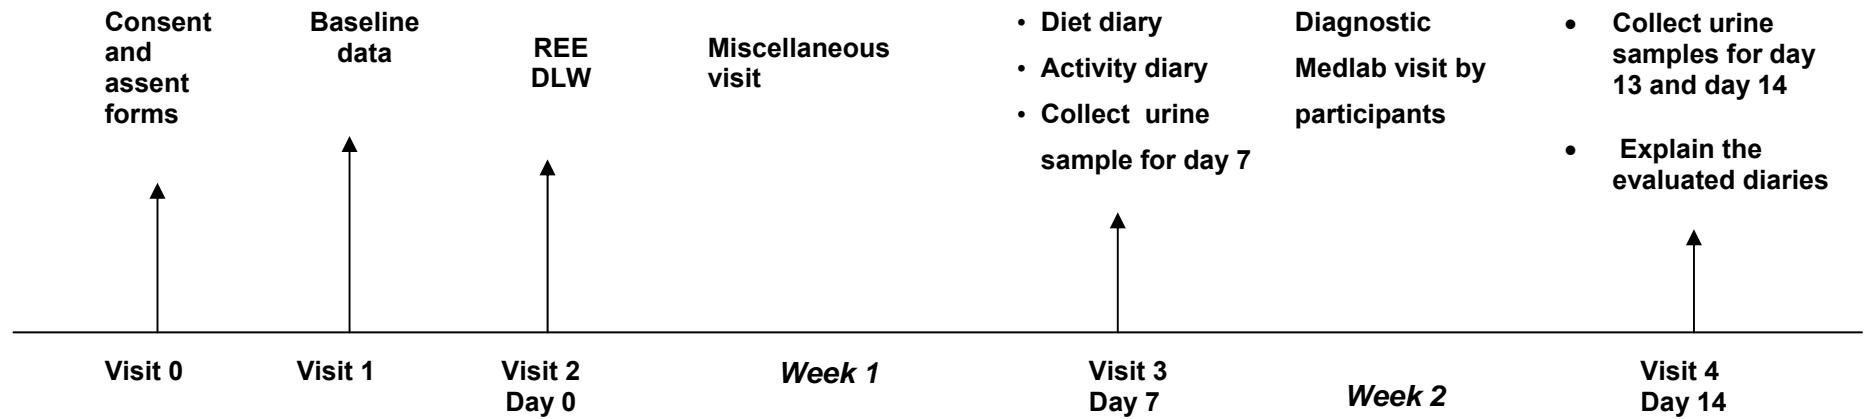 Consent
and
assent
forms
Baseline
data
REE
DLW
Miscellaneous
visit
• Diet diary
• Activity diary
• Collect urine
sample for day 7
Diagnostic
Medlab visit by
participants
• Collect urine
samples for day
13 and day 14
• Explain the
evaluated diaries
Visit 0
Visit 1
Visit 2
Day 0
Week 1
Visit 3
Day 7
Week 2
Visit 4
Day 14